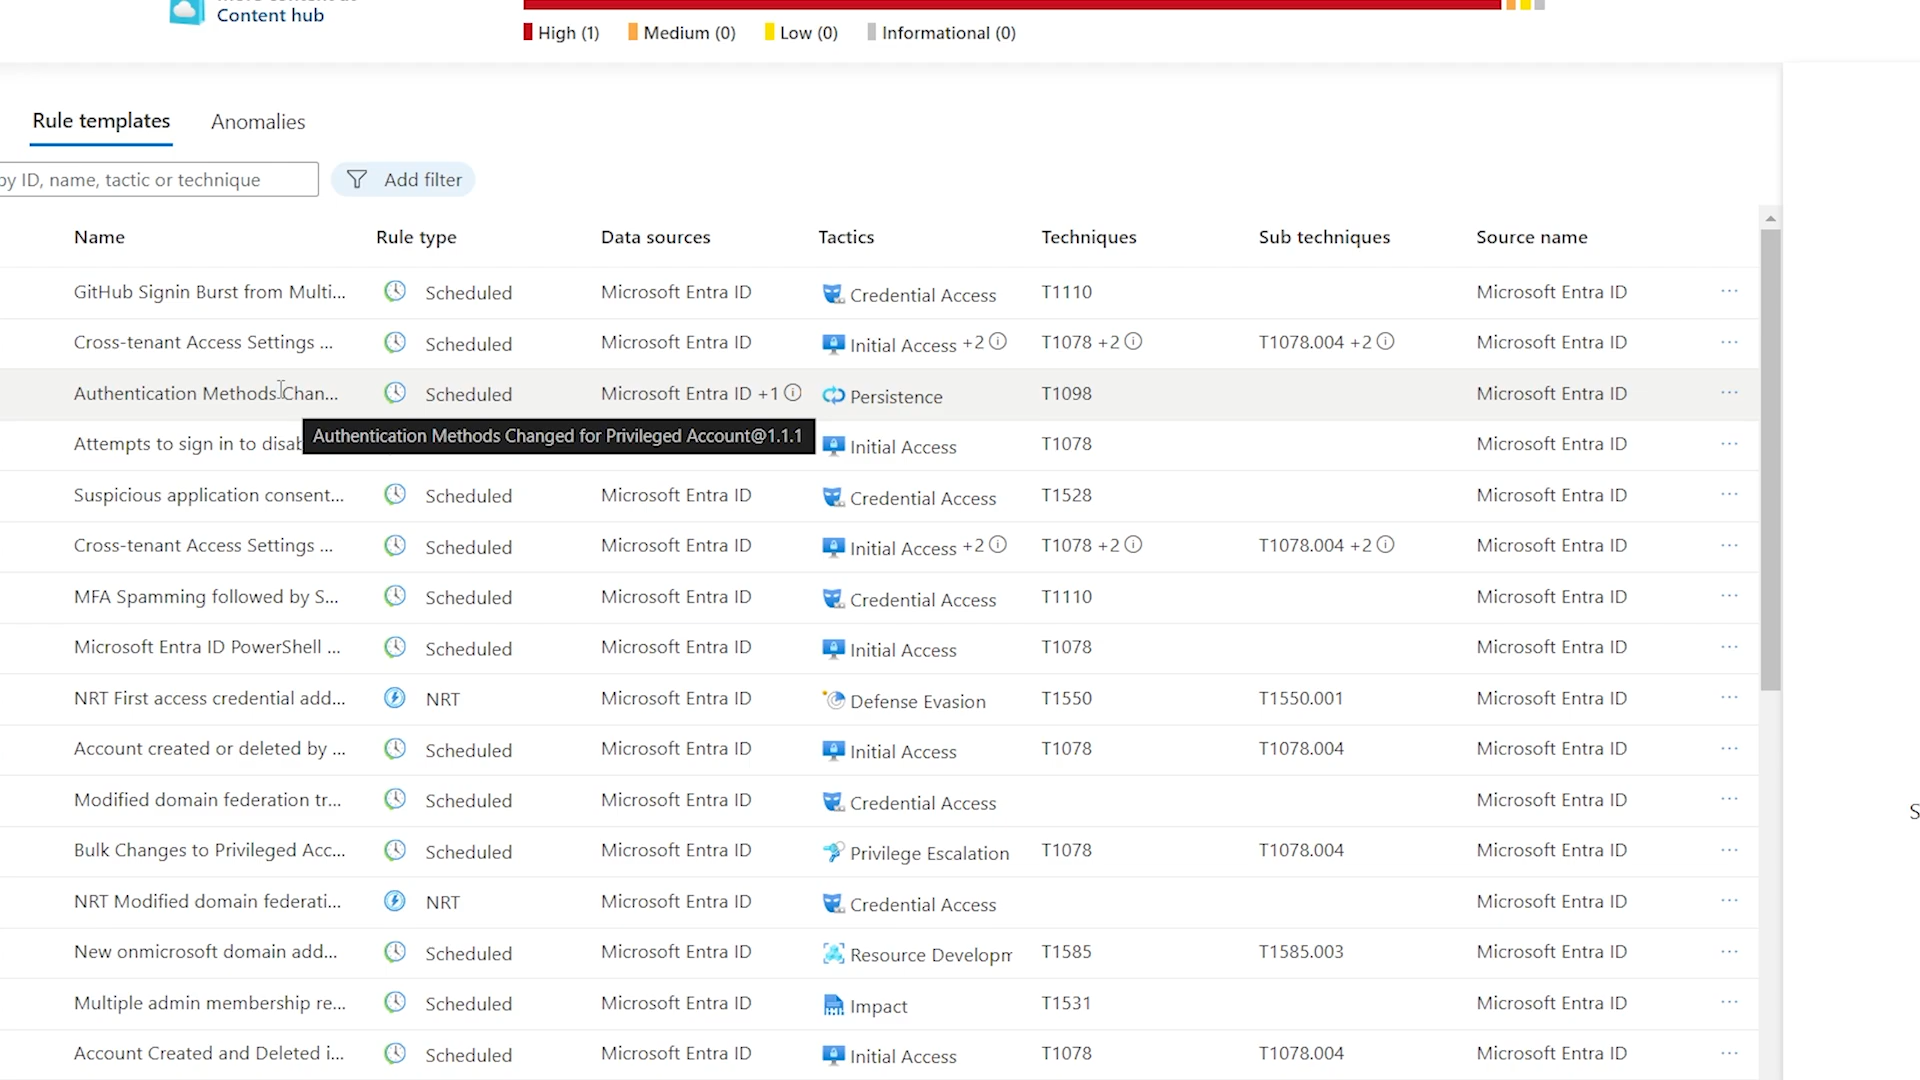 Content hub
High (1) Medium (0) Low (0) Informational (0)
Rule templates Anomalies
by ID, name, tactic or technique Add filter
Name Rule type Data sources Tactics Techniques Sub techniques Source name
GitHub Signin Burst from Multi... Scheduled Microsoft Entra ID Credential Access T1110 Microsoft Entra ID ...
Cross-tenant Access Settings ... Scheduled Microsoft Entra ID Initial Access +2 T1078 +2 T1078.004 +2 Microsoft Entra ID ...
Authentication Methods Chan... Scheduled Microsoft Entra ID +1 Persistence T1098 Microsoft Entra ID ...
Authentication Methods Changed for Privileged Account@1.1.1
Attempts to sign in to disab Initial Access T1078 Microsoft Entra ID ...
Suspicious application consent... Scheduled Microsoft Entra ID Credential Access T1528 Microsoft Entra ID ...
Cross-tenant Access Settings ... Scheduled Microsoft Entra ID Initial Access +2 T1078 +2 T1078.004 +2 Microsoft Entra ID ...
MFA Spamming followed by S... Scheduled Microsoft Entra ID Credential Access T1110 Microsoft Entra ID ...
Microsoft Entra ID PowerShell ... Scheduled Microsoft Entra ID Initial Access T1078 Microsoft Entra ID ...
NRT First access credential add... NRT Microsoft Entra ID Defense Evasion T1550 T1550.001 Microsoft Entra ID ...
Account created or deleted by ... Scheduled Microsoft Entra ID Initial Access T1078 T1078.004 Microsoft Entra ID ...
Modified domain federation tr... Scheduled Microsoft Entra ID Credential Access Microsoft Entra ID ...
Bulk Changes to Privileged Acc... Scheduled Microsoft Entra ID Privilege Escalation T1078 T1078.004 Microsoft Entra ID ...
NRT Modified domain federati... NRT Microsoft Entra ID Credential Access Microsoft Entra ID ...
New onmicrosoft domain add... Scheduled Microsoft Entra ID Resource Developm T1585 T1585.003 Microsoft Entra ID ...
Multiple admin membership re... Scheduled Microsoft Entra ID Impact T1531 Microsoft Entra ID ...
Account Created and Deleted i... Scheduled Microsoft Entra ID Initial Access T1078 T1078.004 Microsoft Entra ID ...